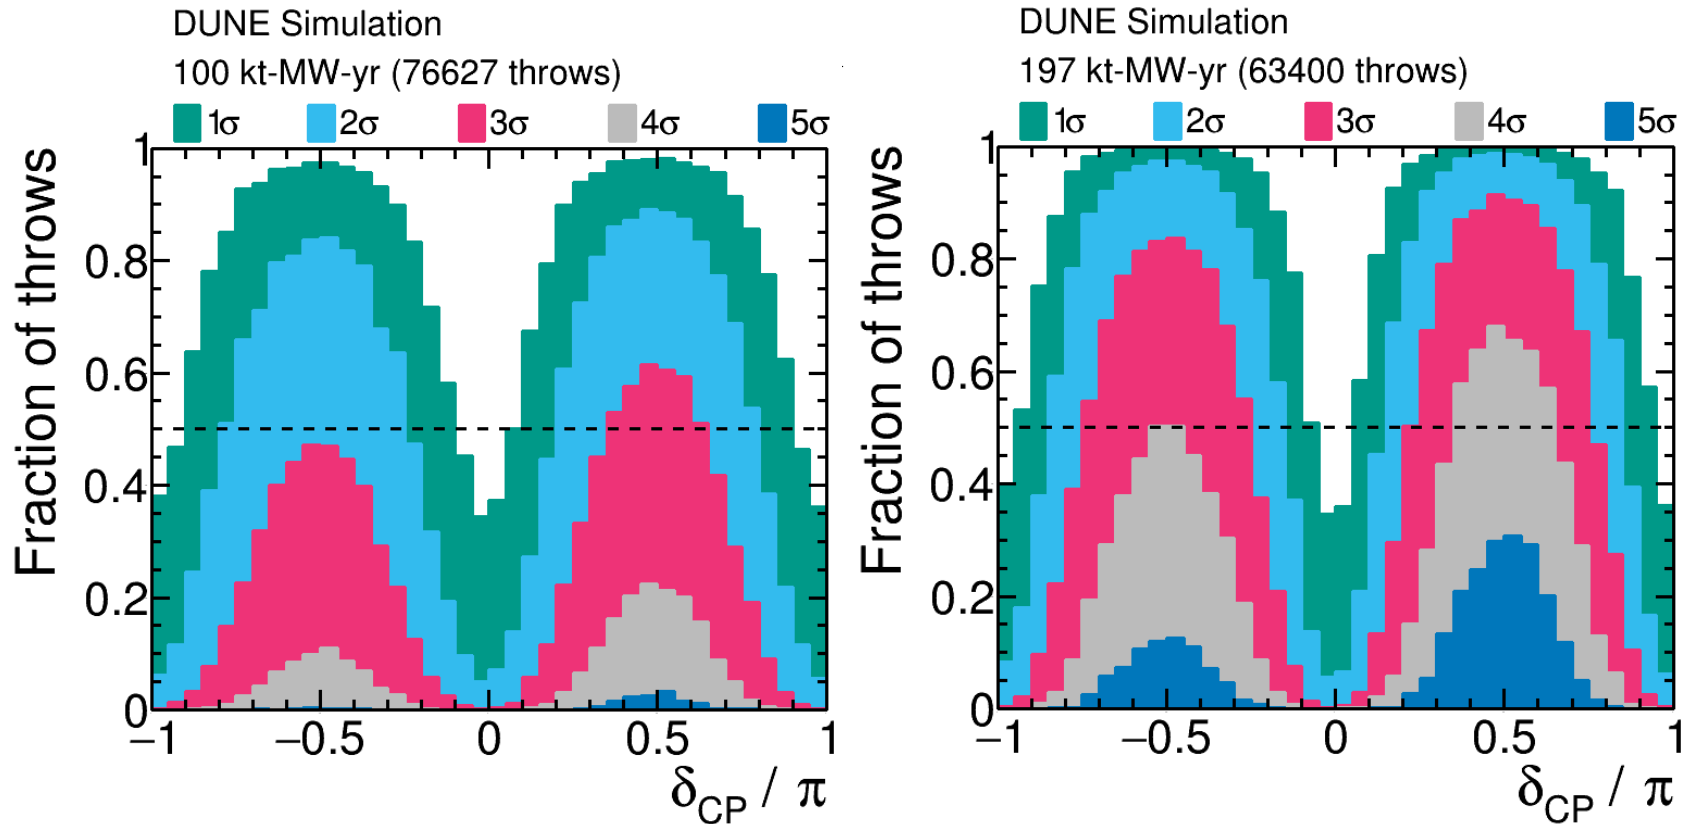 DUNE Simulation
100 kt-MW-yr (76627 throws)
1σ 2σ 3σ 4σ 5σ
Fraction of throws
1
0.8
0.6
0.4
0.2
0
−1 −0.5 0 0.5 1
δCP / π
DUNE Simulation
197 kt-MW-yr (63400 throws)
1σ 2σ 3σ 4σ 5σ
Fraction of throws
1
0.8
0.6
0.4
0.2
0
−1 −0.5 0 0.5 1
δCP / π